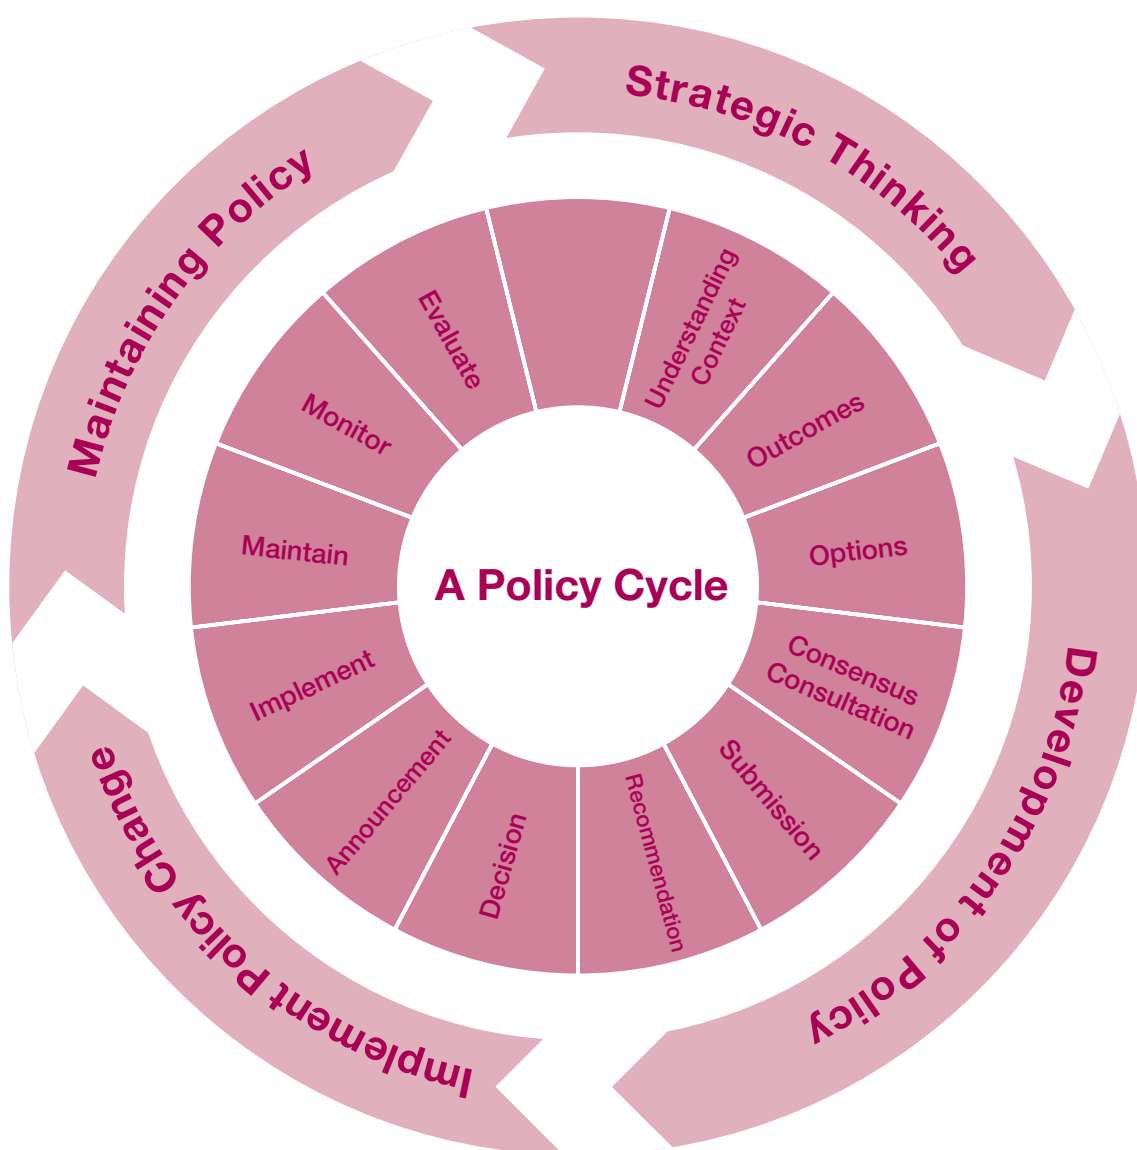 Strategic Thinking
Development of Policy
Implement Policy Change
Maintaining Policy
Understanding
Context
Outcomes
Options
Consensus
Consultation
Submission
Recommendation
Decision
Announcement
Implement
Maintain
Monitor
Evaluate
A Policy Cycle